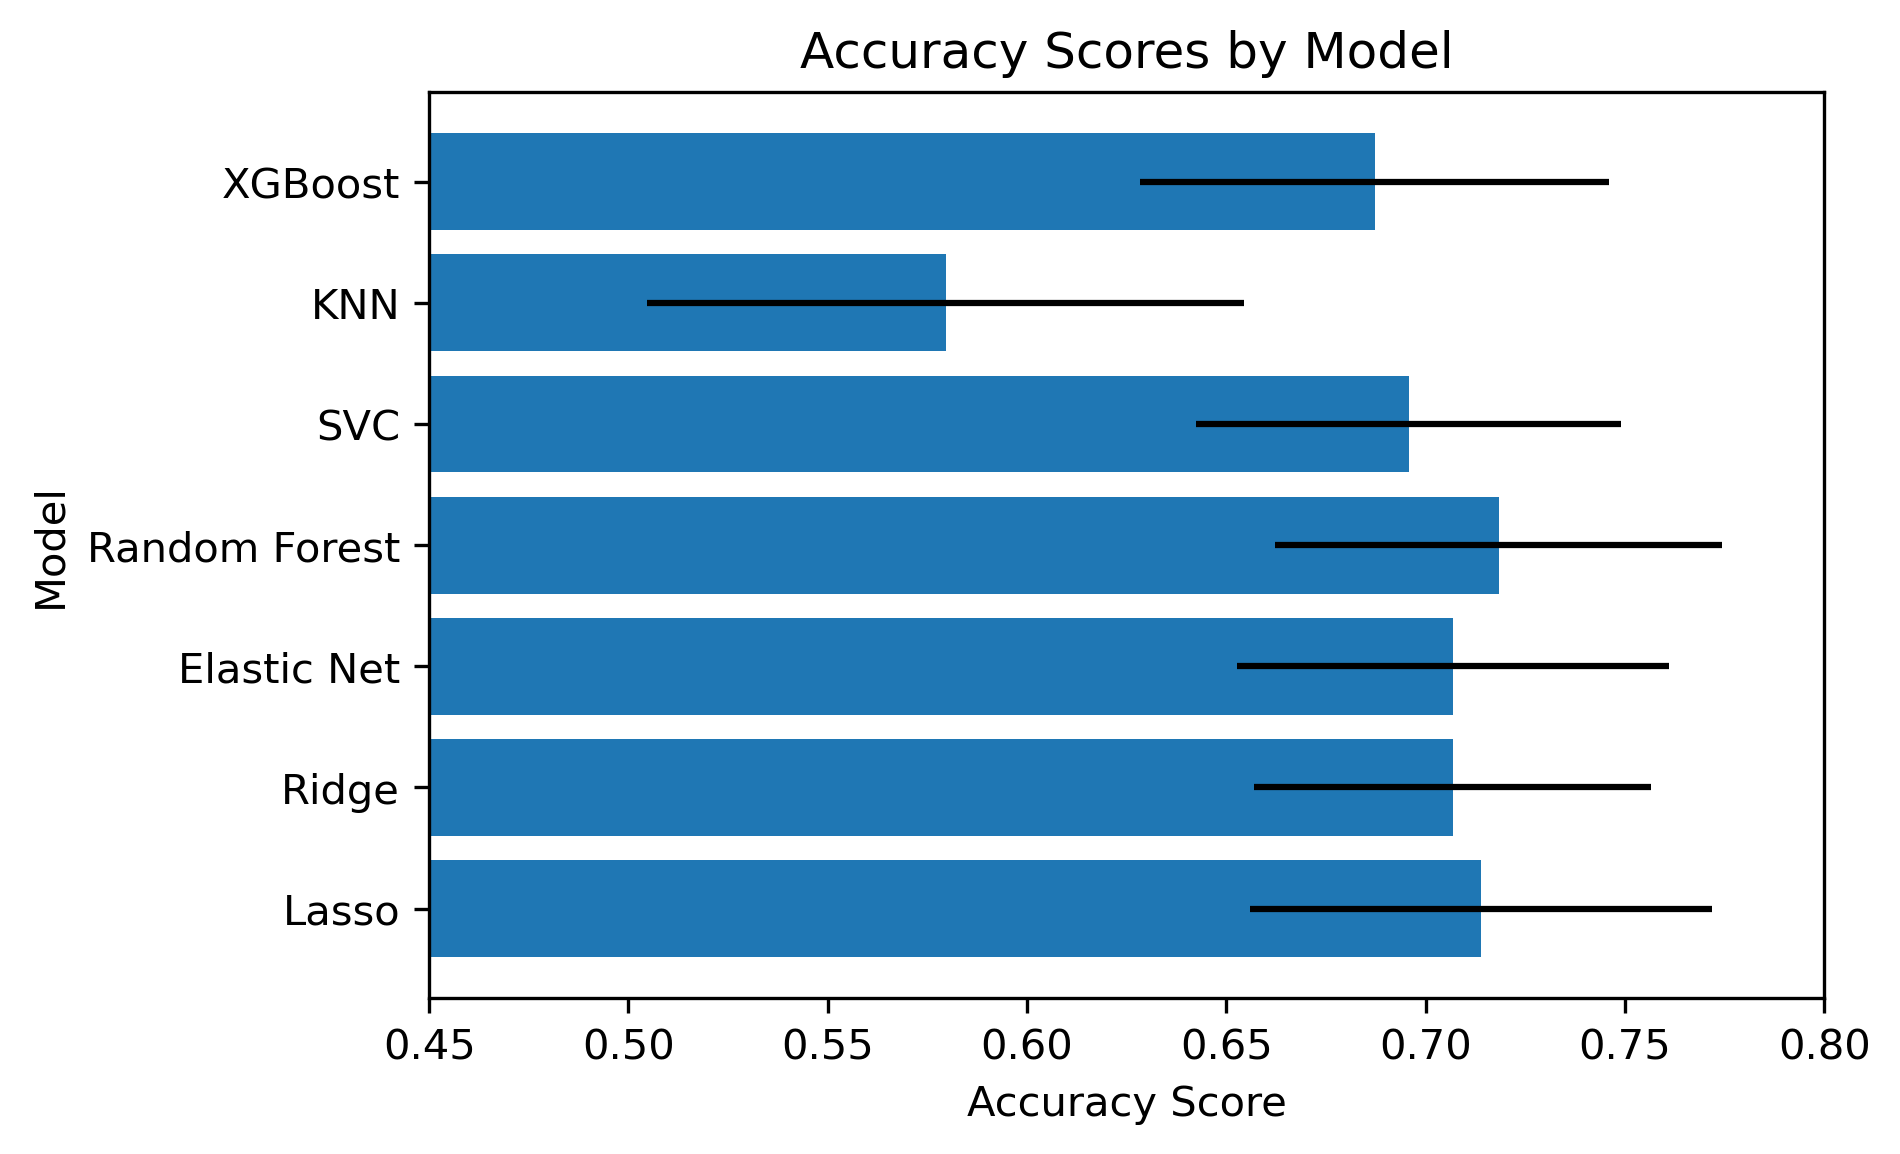 Accuracy Scores by Model
XGBoost
KNN
SVC
Random Forest
Elastic Net
Ridge
Lasso
Model
0.45 0.50 0.55 0.60 0.65 0.70 0.75 0.80
Accuracy Score